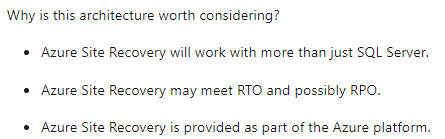 Why is this architecture worth considering?
• Azure Site Recovery will work with more than just SQL Server.
• Azure Site Recovery may meet RTO and possibly RPO.
• Azure Site Recovery is provided as part of the Azure platform.